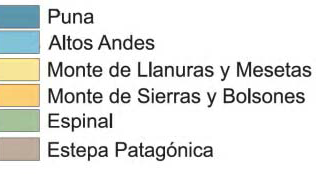 Puna
Altos Andes
Monte de Llanuras y Mesetas
Monte de Sierras y Bolsones
Espinal
Estepa Patagónica